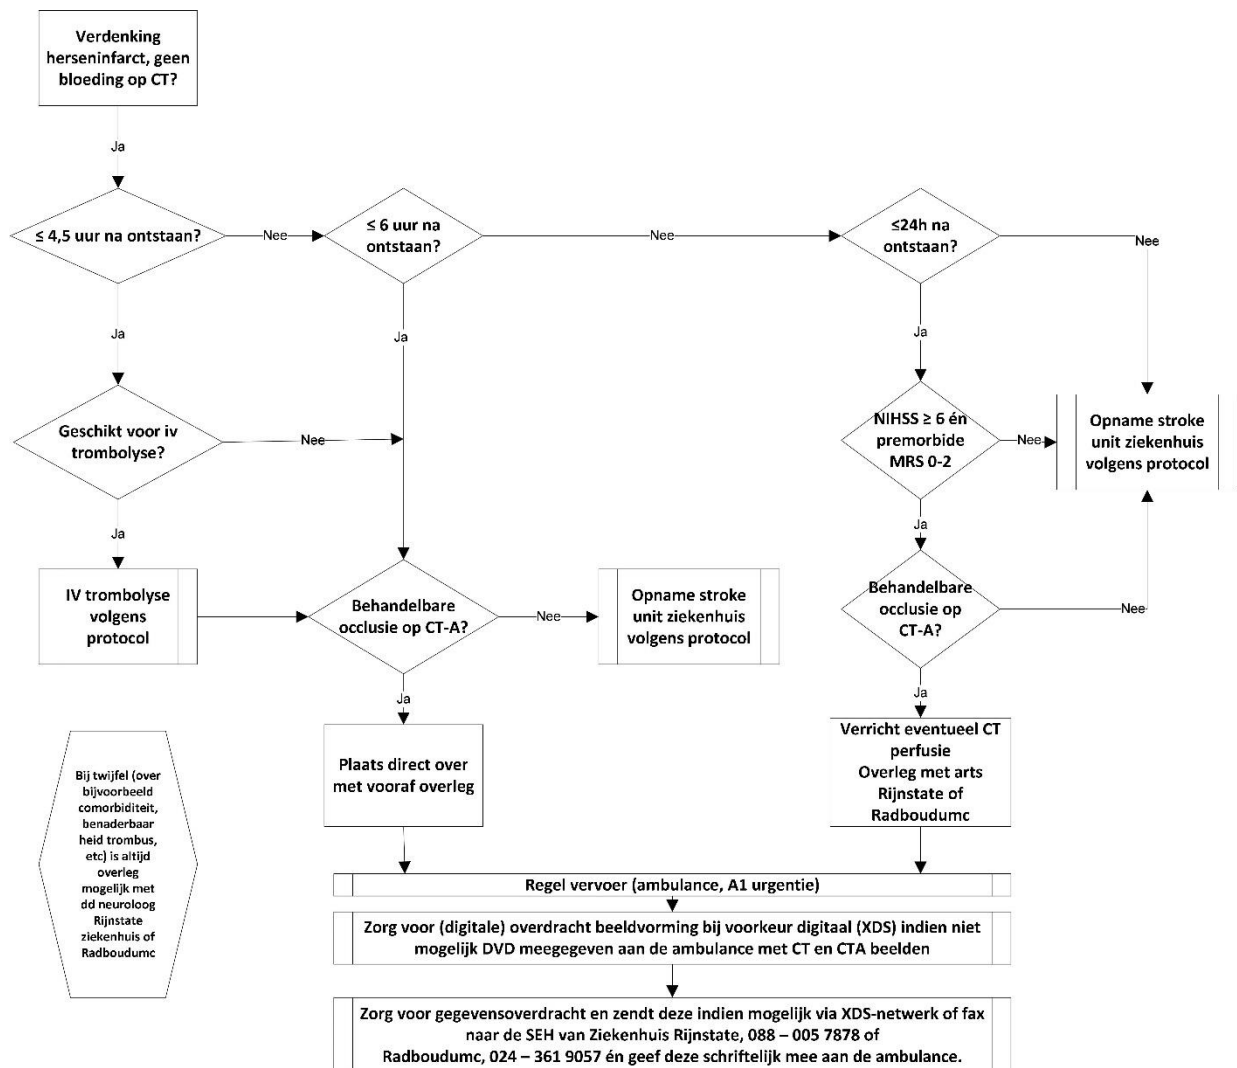 Verdenking
herseninfarct, geen
bloeding op CT?
Ja
≤ 4,5 uur na ontstaan?
Nee
≤ 6 uur na
ontstaan?
Nee
≤24h na
ontstaan?
Nee
Ja
Ja
Ja
Geschikt voor iv
trombolyse?
Nee
NIHSS ≥ 6 én
premorbide
MRS 0-2
Nee
Opname stroke
unit ziekenhuis
volgens protocol
Ja
Ja
IV trombolyse
volgens
protocol
Behandelbare
occlusie op CT-A?
Nee
Opname stroke
unit ziekenhuis
volgens protocol
Behandelbare
occlusie op
CT-A?
Nee
Ja
Ja
Plaats direct over
met vooraf overleg
Verricht eventueel CT
perfusie
Overleg met arts
Rijnstate of
Radboudumc
Bij twijfel (over
bijvoorbeeld
comorbiditeit,
benaderbaar
heid trombus,
etc) is altijd
overleg
mogelijk met
dd neuroloog
Rijnstate
ziekenhuis of
Radboudumc
Regel vervoer (ambulance, A1 urgentie)
Zorg voor (digitale) overdracht beeldvorming bij voorkeur digitaal (XDS) indien niet
mogelijk DVD meegegeven aan de ambulance met CT en CTA beelden
Zorg voor gegevensoverdracht en zendt deze indien mogelijk via XDS-netwerk of fax
naar de SEH van Ziekenhuis Rijnstate, 088 – 005 7878 of
Radboudumc, 024 – 361 9057 én geef deze schriftelijk mee aan de ambulance.